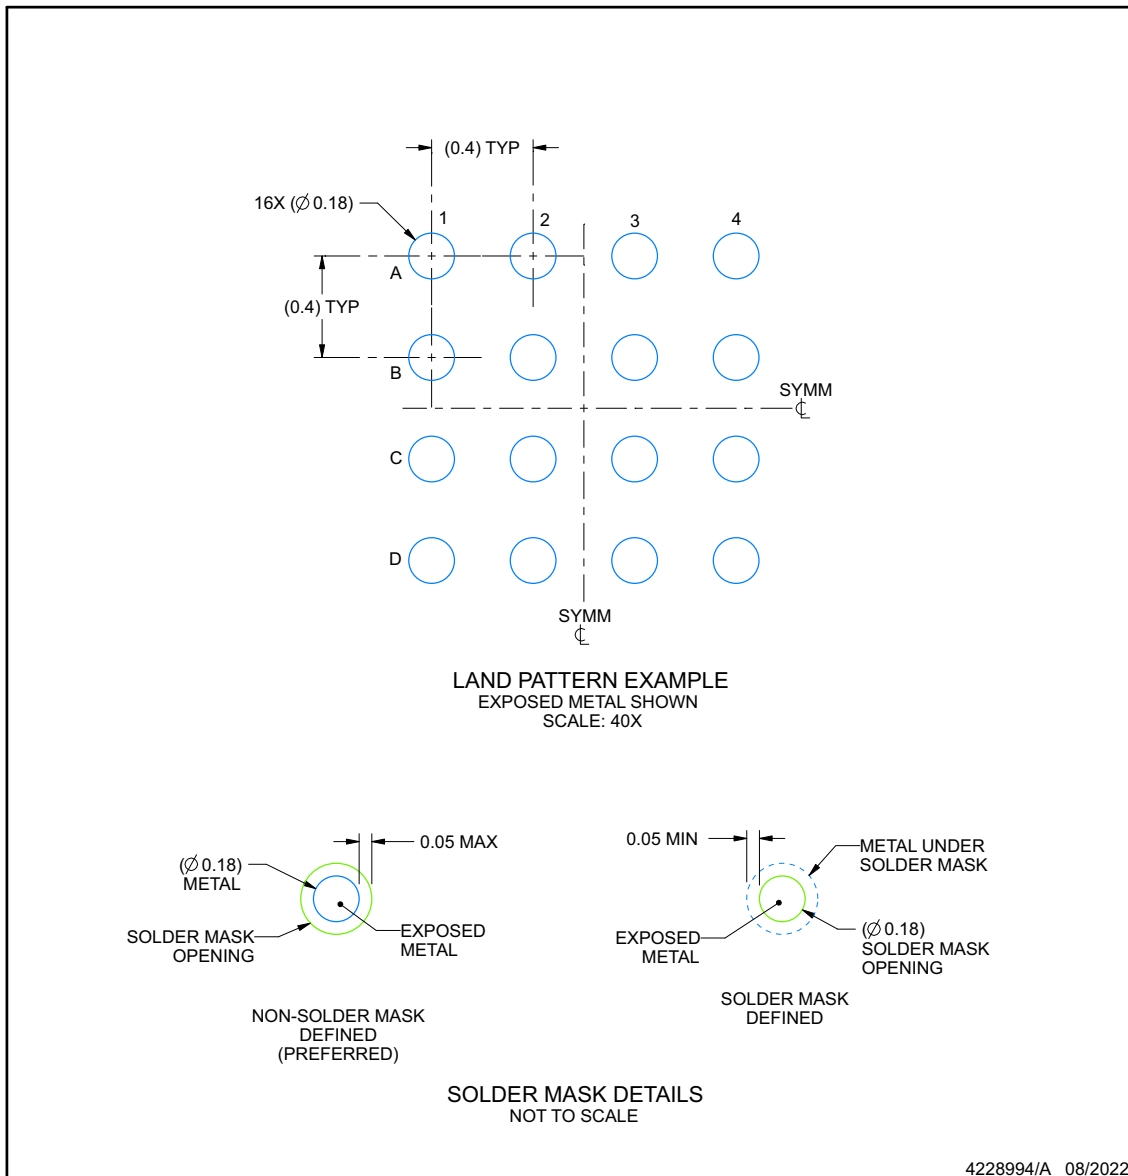 (0.4) TYP
16X (∅ 0.18)
1
2
3
4
A
(0.4) TYP
B
SYMM
℄
C
D
SYMM
℄
LAND PATTERN EXAMPLE
EXPOSED METAL SHOWN
SCALE: 40X
0.05 MAX
(∅ 0.18)
METAL
EXPOSED
METAL
SOLDER MASK
OPENING
NON-SOLDER MASK
DEFINED
(PREFERRED)
0.05 MIN
METAL UNDER
SOLDER MASK
EXPOSED
METAL
(∅ 0.18)
SOLDER MASK
OPENING
SOLDER MASK
DEFINED
SOLDER MASK DETAILS
NOT TO SCALE
4228994/A 08/2022